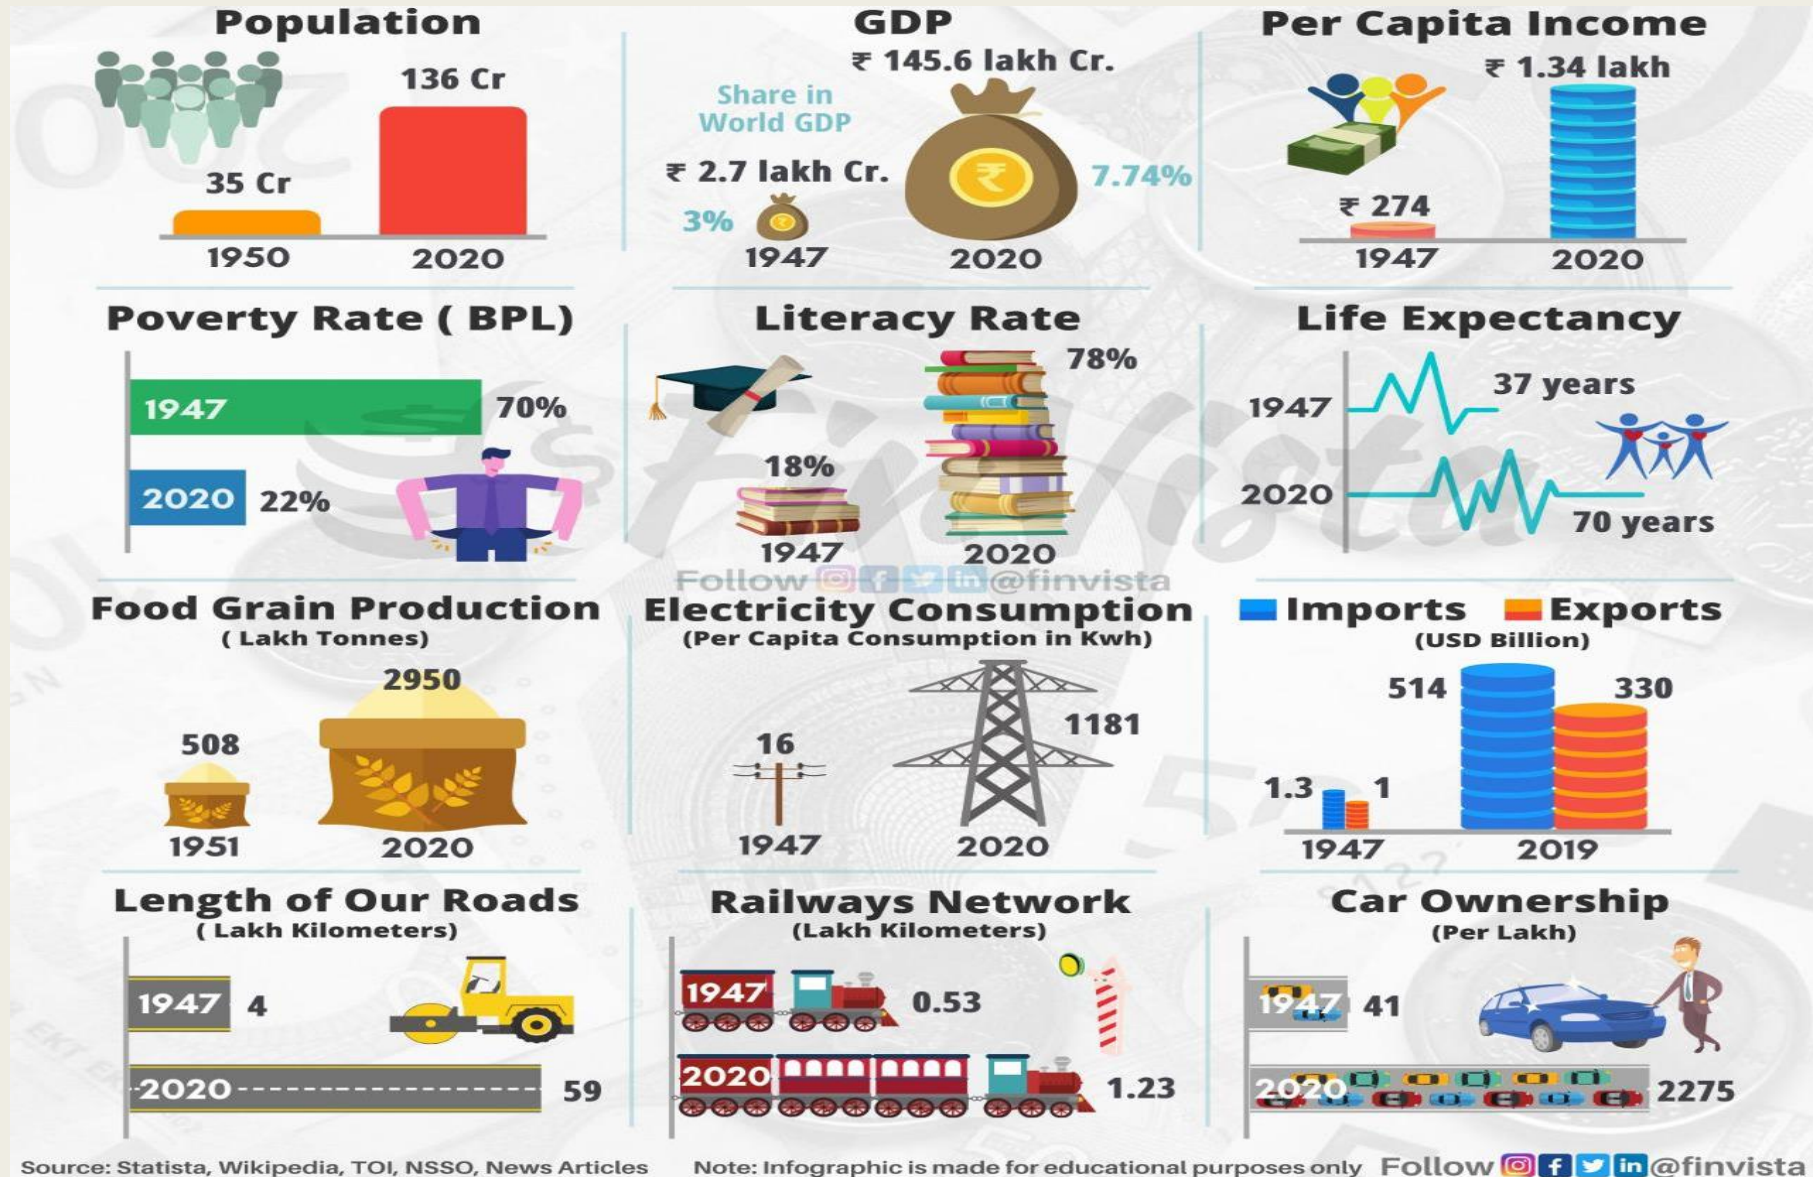 Population
136 Cr
35 Cr
1950
2020
GDP
₹ 145.6 lakh Cr.
Share in
World GDP
₹ 2.7 lakh Cr.
7.74%
3%
1947
2020
Per Capita Income
₹ 1.34 lakh
₹ 274
1947
2020
Poverty Rate ( BPL)
1947
70%
2020
22%
Literacy Rate
78%
18%
1947
2020
Life Expectancy
37 years
1947
2020
70 years
FinVista
Follow @finvista
Food Grain Production
( Lakh Tonnes)
2950
508
1951
2020
Electricity Consumption
(Per Capita Consumption in Kwh)
1181
16
1947
2020
Imports Exports
(USD Billion)
514
330
1.3
1
1947
2019
Length of Our Roads
( Lakh Kilometers)
1947
4
2020
59
Railways Network
(Lakh Kilometers)
1947
0.53
2020
1.23
Car Ownership
(Per Lakh)
1947
41
2020
2275
Source: Statista, Wikipedia, TOI, NSSO, News Articles
Note: Infographic is made for educational purposes only
Follow @finvista